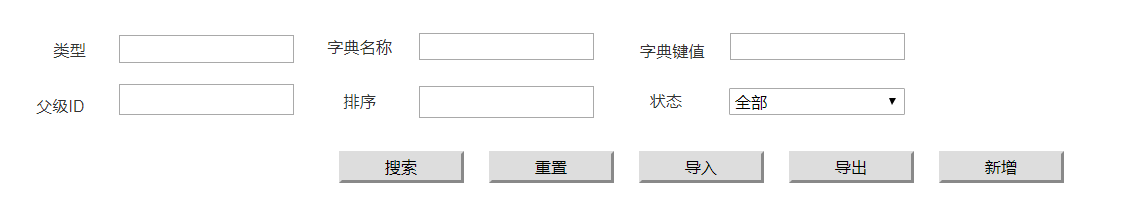 类型 字典名称 字典键值
父级ID 排序 状态 全部
搜索 重置 导入 导出 新增